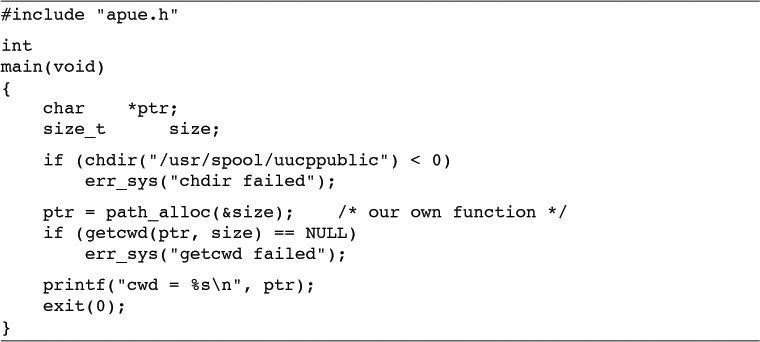 #include "apue.h"
int
main(void)
{
    char    *ptr;
    size_t      size;
    if (chdir("/usr/spool/uucppublic") < 0)
        err_sys("chdir failed");
    ptr = path_alloc(&size);    /* our own function */
    if (getcwd(ptr, size) == NULL)
        err_sys("getcwd failed");
    printf("cwd = %s\n", ptr);
    exit(0);
}